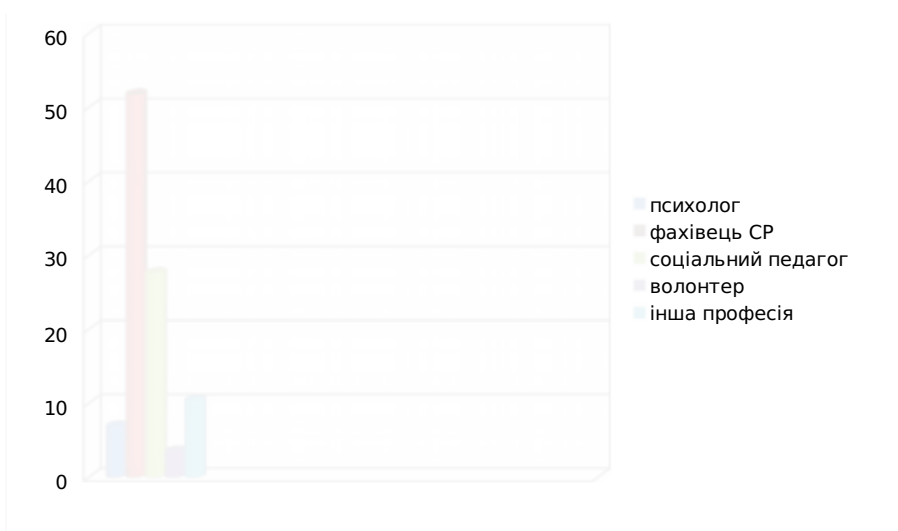 60
50
40
30
20
10
0
психолог
фахівець СР
соціальний педагог
волонтер
інша професія